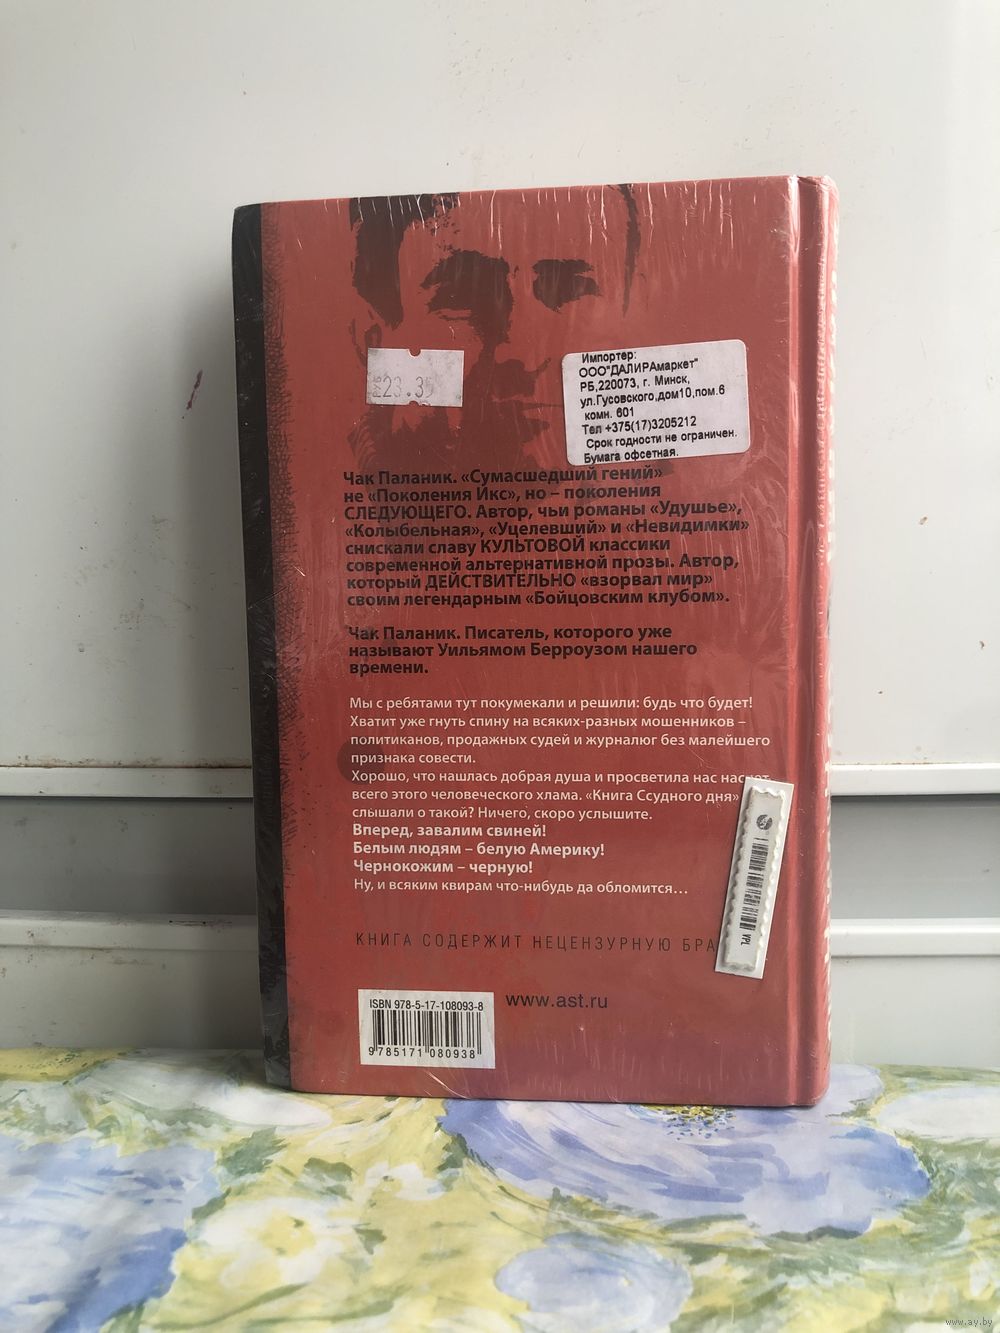 23.35
Импортер:
ООО"ДАЛИРАмаркет"
РБ,220073, г. Минск,
ул.Гусовского,дом10,пом.6
комн. 601
Тел +375(17)3205212
Срок годности не ограничен.
Бумага офсетная.
Чак Паланик. «Сумасшедший гений»
не «Поколения Икс», но – поколения
СЛЕДУЮЩЕГО. Автор, чьи романы «Удушье»,
«Колыбельная», «Уцелевший» и «Невидимки»
снискали славу КУЛЬТОВОЙ классики
современной альтернативной прозы. Автор,
который ДЕЙСТВИТЕЛЬНО «взорвал мир»
своим легендарным «Бойцовским клубом».
Чак Паланик. Писатель, которого уже
называют Уильямом Берроузом нашего
времени.
Мы с ребятами тут покумекали и решили: будь что будет!
Хватит уже гнуть спину на всяких-разных мошенников –
политиканов, продажных судей и журналюг без малейшего
признака совести.
Хорошо, что нашлась добрая душа и просветила нас
всего этого человеческого хлама. «Книга Ссудного дня»
слышали о такой? Ничего, скоро услышите.
Вперед, завалим свиней!
Белым людям – белую Америку!
Чернокожим – черную!
Ну, и всяким квирам что-нибудь да обломится...
КНИГА СОДЕРЖИТ НЕЦЕНЗУРНУЮ БРА
VPL
ISBN 978-5-17-108093-8
www.ast.ru
9 785171 080938
www.ay.by